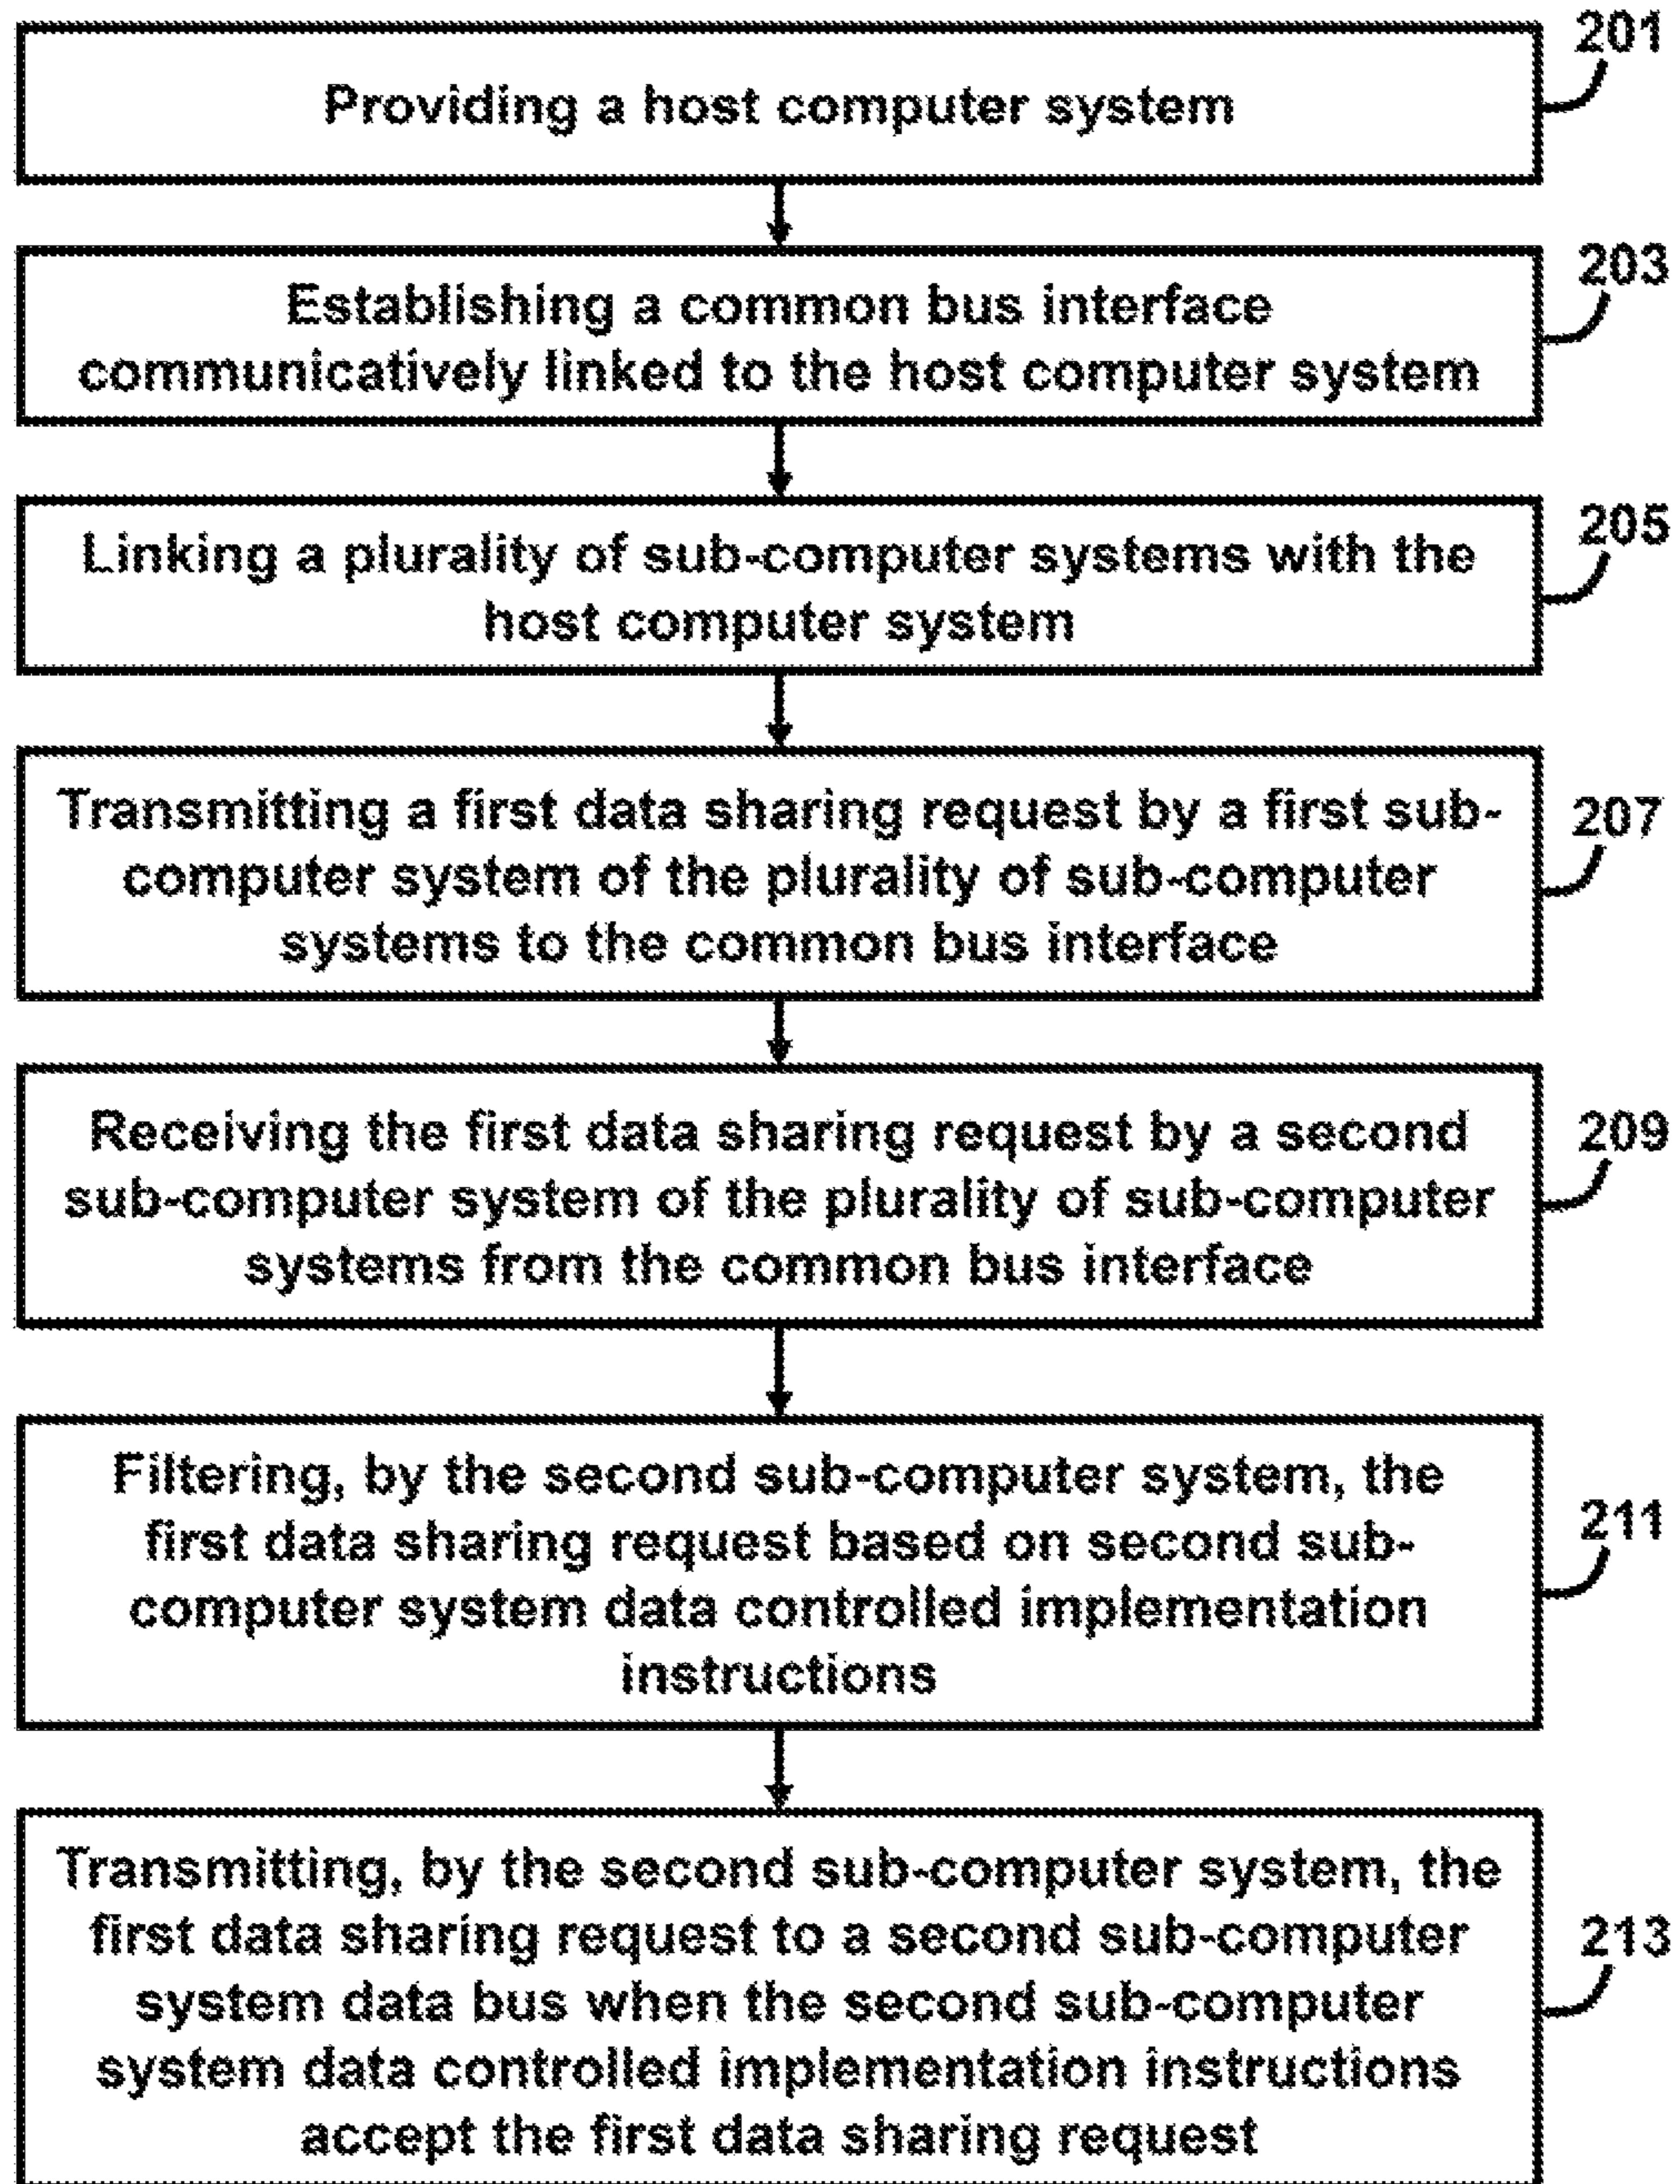 201
Providing a host computer system
203
Establishing a common bus interface
communicatively linked to the host computer system
205
Linking a plurality of sub-computer systems with the
host computer system
207
Transmitting a first data sharing request by a first sub-
computer system of the plurality of sub-computer
systems to the common bus interface
209
Receiving the first data sharing request by a second
sub-computer system of the plurality of sub-computer
systems from the common bus interface
211
Filtering, by the second sub-computer system, the
first data sharing request based on second sub-
computer system data controlled implementation
instructions
213
Transmitting, by the second sub-computer system, the
first data sharing request to a second sub-computer
system data bus when the second sub-computer
system data controlled implementation instructions
accept the first data sharing request